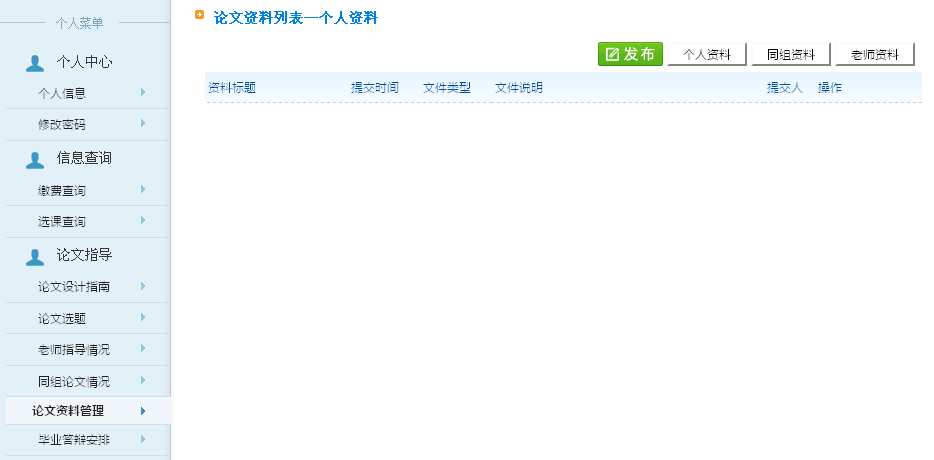 个人菜单
个人中心
个人信息
修改密码
信息查询
缴费查询
选课查询
论文指导
论文设计指南
论文选题
老师指导情况
同组论文情况
论文资料管理
毕业答辩安排
论文资料列表—个人资料
发布 个人资料 同组资料 老师资料
资料标题 提交时间 文件类型 文件说明 提交人 操作